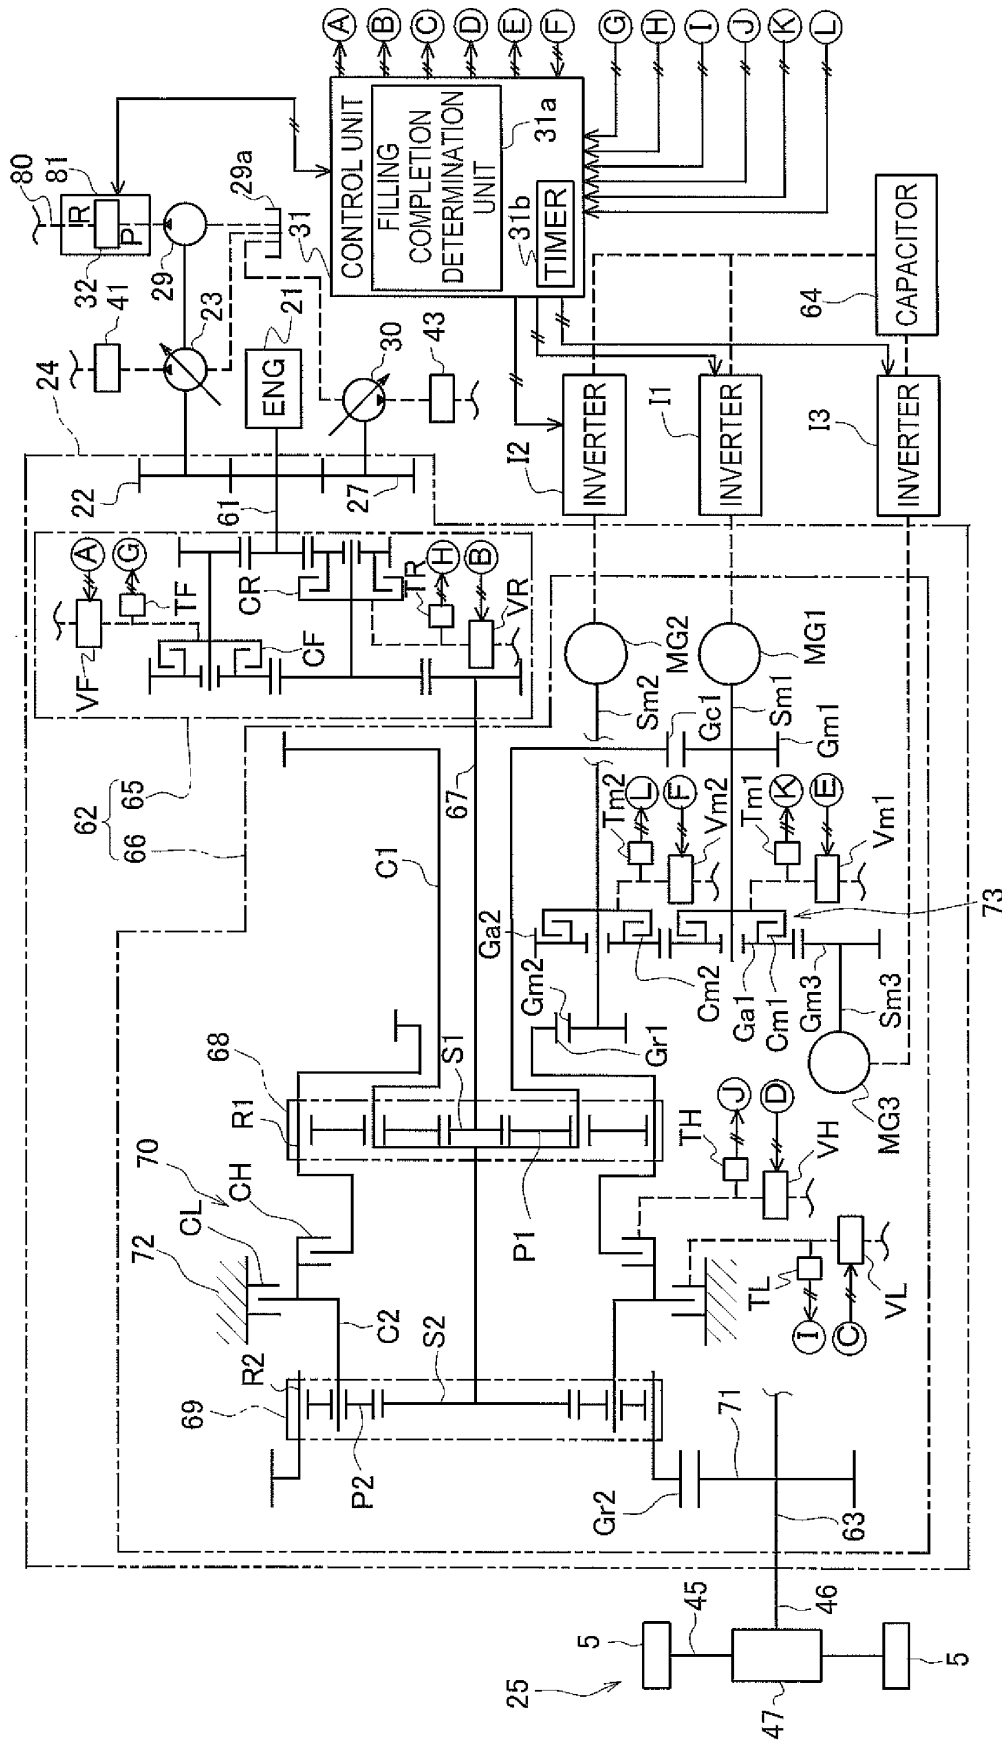 A
B
C
D
E
F
G
H
I
J
K
L
80
81
R
P
32
29
29a
31
41
23
24
21
ENG
30
43
22
61
27
CONTROL UNIT
FILLING
COMPLETION
DETERMINATION
UNIT
31a
31b
TIMER
64
CAPACITOR
I2
INVERTER
I1
INVERTER
I3
INVERTER
A
G
VF
TF
CR
CF
TR
H
B
VR
62
65
66
67
C1
MG2
Sm2
MG1
Sm1
Gc1
Gm1
Tm2
L
F
Vm2
Tm1
K
E
Vm1
73
Ga2
Gm2
Gr1
Cm2
Ga1
Cm1
Gm3
Sm3
MG3
68
R1
S1
P1
70
CH
CL
72
C2
TH
J
D
VH
TL
I
C
VL
S2
R2
69
P2
Gr2
71
63
46
45
5
5
25
47